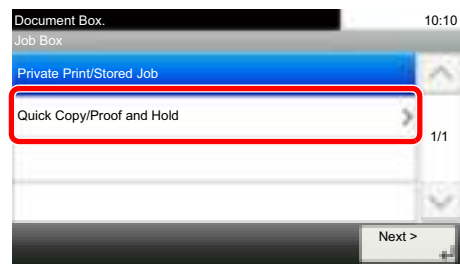 Document Box. 10:10
Job Box
Private Print/Stored Job
Quick Copy/Proof and Hold
1/1
Next >